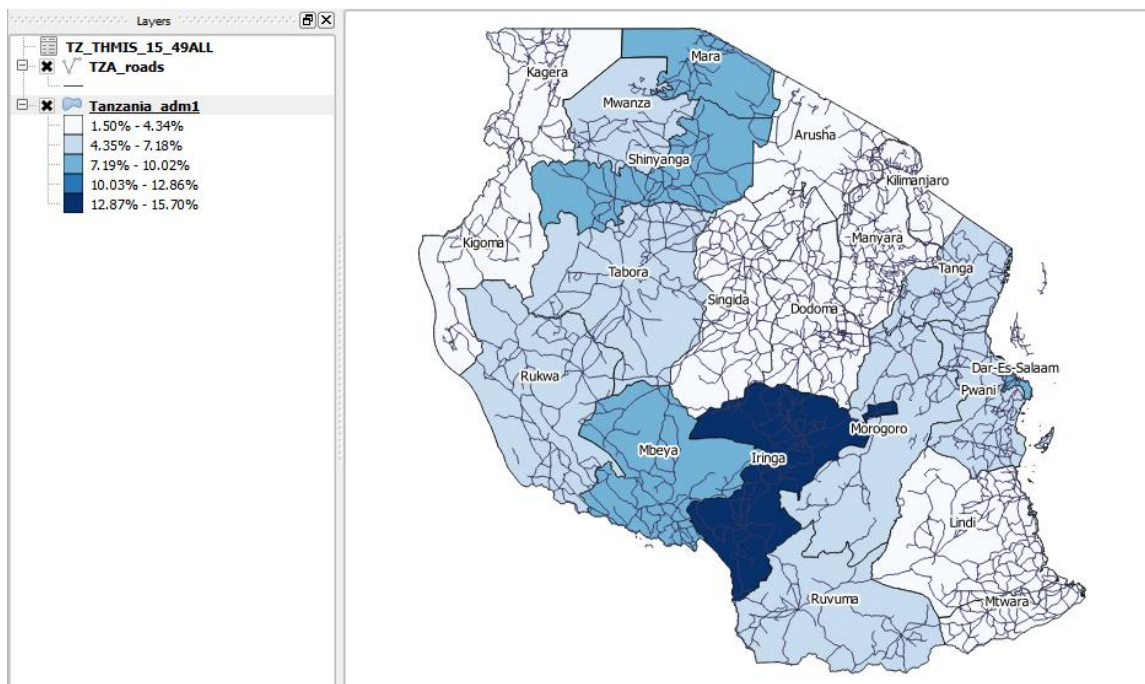 Layers
TZ_THMIS_15_49ALL
TZA_roads
Tanzania_adm1
1.50% - 4.34%
4.35% - 7.18%
7.19% - 10.02%
10.03% - 12.86%
12.87% - 15.70%
Mara
Kagera
Mwanza
Arusha
Shinyanga
Kilimanjaro
Kigoma
Manyara
Tabora
Tanga
Singida
Dodoma
Dar-Es-Salaam
Rukwa
Pwani
Morogoro
Mbeya
Iringa
Lindi
Ruvuma
Mtwara